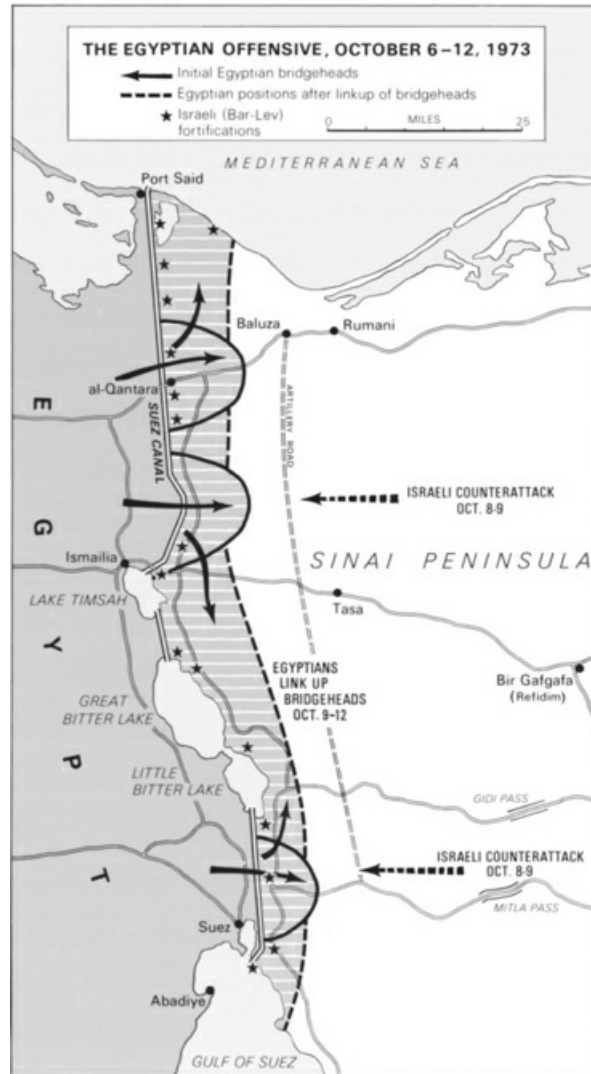 THE EGYPTIAN OFFENSIVE, OCTOBER 6–12, 1973
Initial Egyptian bridgeheads
Egyptian positions after linkup of bridgeheads
Israeli (Bar-Lev)
fortifications
0 MILES 25
MEDITERRANEAN SEA
Port Said
Baluza
Rumani
al-Qantara
SUEZ CANAL
ARTILLERY ROAD
EGYPT
ISRAELI COUNTERATTACK
OCT. 8-9
Ismailia
SINAI PENINSULA
LAKE TIMSAH
Tasa
EGYPTIANS
LINK UP
BRIDGEHEADS
OCT. 9–12
Bir Gafgafa
(Refidim)
GREAT
BITTER LAKE
LITTLE
BITTER LAKE
GIDI PASS
ISRAELI COUNTERATTACK
OCT. 8-9
MITLA PASS
Suez
Abadiye
GULF OF SUEZ